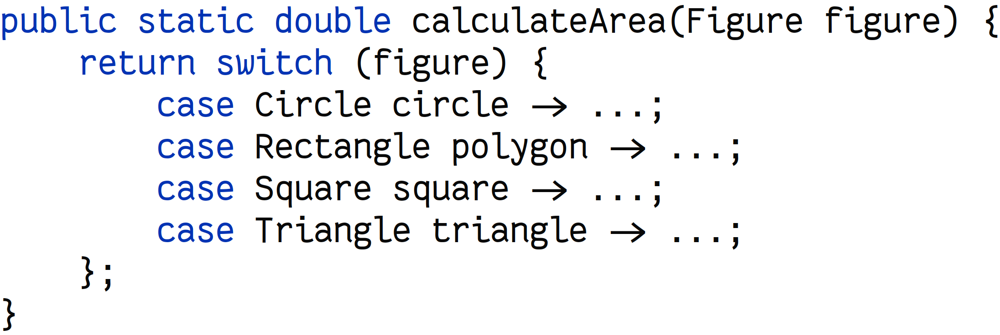 public static double calculateArea(Figure figure) {
    return switch (figure) {
        case Circle circle -> ...;
        case Rectangle polygon -> ...;
        case Square square -> ...;
        case Triangle triangle -> ...;
    };
}